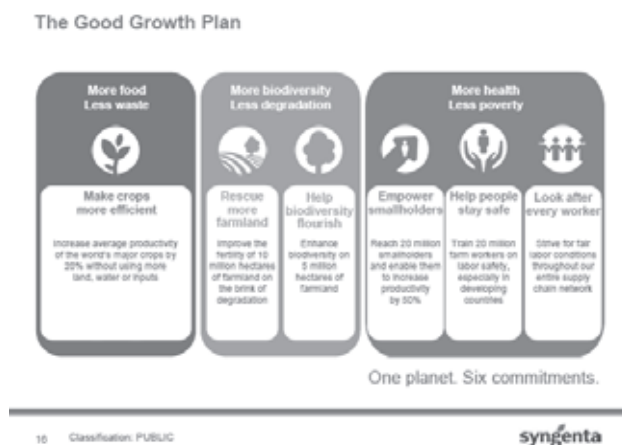 The Good Growth Plan
More food
Less waste
Make crops
more efficient
Increase average productivity
of the world's major crops by
20% without using more
land, water or inputs
More biodiversity
Less degradation
Rescue
more
farmland
Improve the
fertility of 10
million hectares
of farmland on
the brink of
degradation
Help
biodiversity
flourish
Enhance
biodiversity on
5 million
hectares of
farmland
More health
Less poverty
Empower
smallholders
Reach 20 million
smallholders
and enable them
to increase
productivity
by 50%
Help people
stay safe
Train 20 million
farm workers on
labor safety,
especially in
developing
countries
Look after
every worker
Strive for fair
labor conditions
throughout our
entire supply
chain network
One planet. Six commitments.
16 Classification: PUBLIC
syngenta